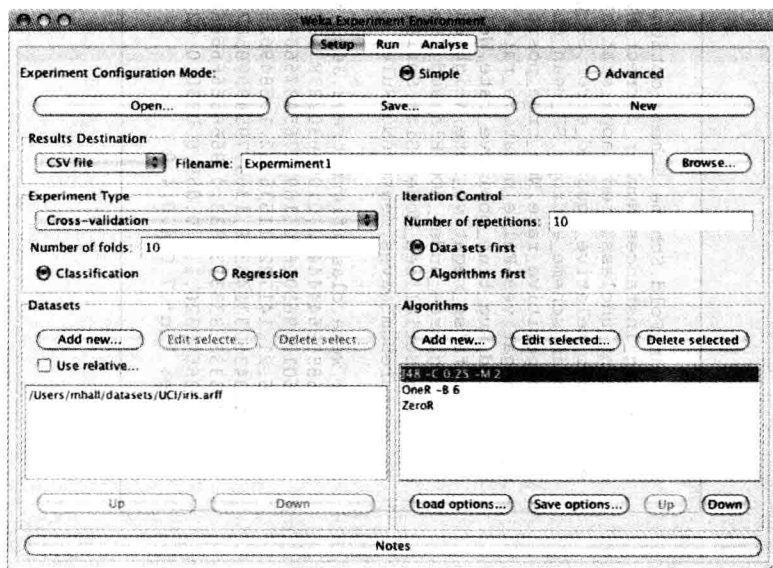 Weka Experiment Environment
Setup Run Analyse
Experiment Configuration Mode: Simple Advanced
Open... Save... New
Results Destination
CSV file Filename: Expermiment1 Browse...
Experiment Type
Cross-validation
Number of folds: 10
Classification Regression
Iteration Control
Number of repetitions: 10
Data sets first
Algorithms first
Datasets
Add new... Edit selecte... Delete select...
Use relative...
/Users/mhall/datasets/UCI/iris.arff
Up Down
Algorithms
Add new... Edit selected... Delete selected
J48 -C 0.25 -M 2
OneR -B 6
ZeroR
Load options... Save options... Up Down
Notes